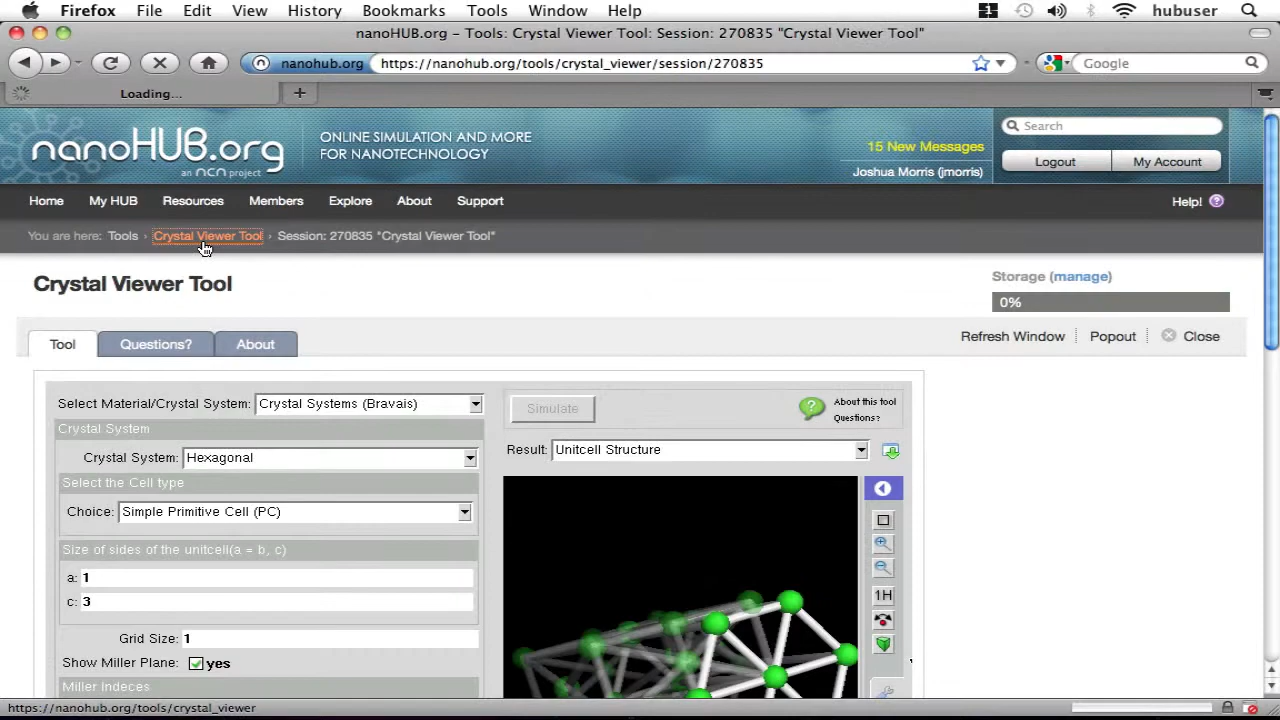 Firefox File Edit View History Bookmarks Tools Window Help 1 hubuser
nanoHUB.org – Tools: Crystal Viewer Tool: Session: 270835 "Crystal Viewer Tool"
nanohub.org https://nanohub.org/tools/crystal_viewer/session/270835 Google
Loading...
nanoHUB.org
an ncn project
ONLINE SIMULATION AND MORE
FOR NANOTECHNOLOGY
15 New Messages
Joshua Morris (jmorris)
Search
Logout My Account
Home My HUB Resources Members Explore About Support Help! ?
You are here: Tools › Crystal Viewer Tool › Session: 270835 "Crystal Viewer Tool"
Crystal Viewer Tool
Storage (manage)
0%
Tool Questions? About
Refresh Window Popout Close
Select Material/Crystal System: Crystal Systems (Bravais)
Crystal System
Crystal System: Hexagonal
Select the Cell type
Choice: Simple Primitive Cell (PC)
Size of sides of the unitcell(a = b, c)
a: 1
c: 3
Grid Size: 1
Show Miller Plane: yes
Miller Indeces
Simulate
? About this tool
Questions?
Result: Unitcell Structure
1H
https://nanohub.org/tools/crystal_viewer